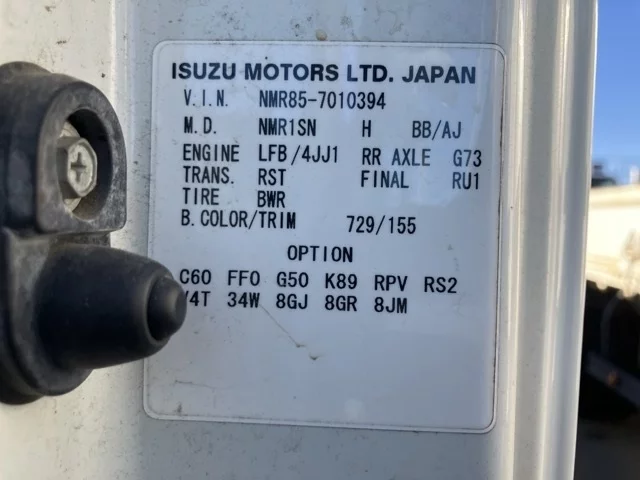 ISUZU MOTORS LTD. JAPAN
V.I.N. NMR85-7010394
M.D. NMR1SN H BB/AJ
ENGINE LFB/4JJ1 RR AXLE G73
TRANS. RST FINAL RU1
TIRE BWR
B.COLOR/TRIM 729/155
OPTION
C60 FF0 G50 K89 RPV RS2
34W 8GJ 8GR 8JM